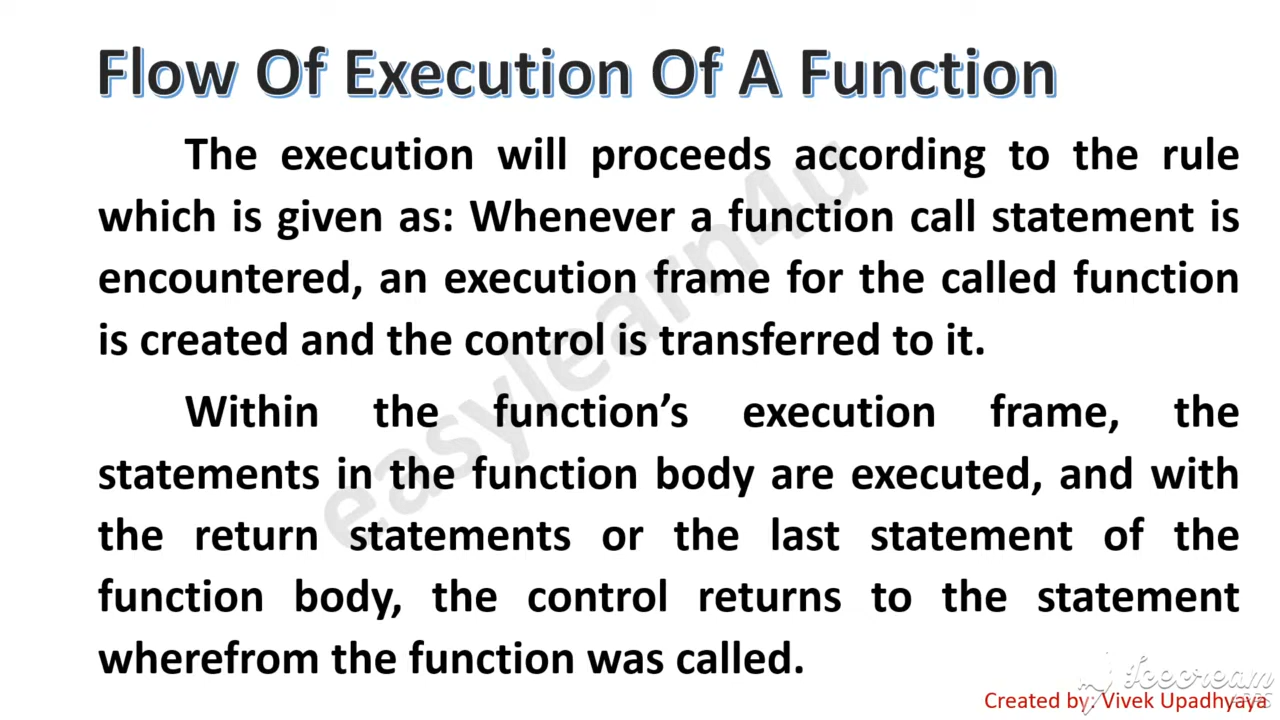 Flow Of Execution Of A Function
The execution will proceeds according to the rule
which is given as: Whenever a function call statement is
encountered, an execution frame for the called function
is created and the control is transferred to it.
Within the function’s execution frame, the
statements in the function body are executed, and with
the return statements or the last statement of the
function body, the control returns to the statement
wherefrom the function was called.
easylearn4u
Icecream
APPS
Created by: Vivek Upadhyaya